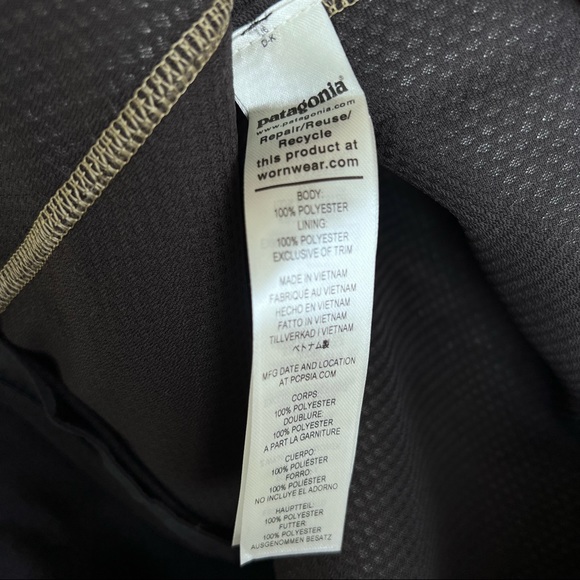 patagonia®
www.patagonia.com
Repair/Reuse/
Recycle
this product at
wornwear.com
BODY:
100% POLYESTER
LINING:
100% POLYESTER
EXCLUSIVE OF TRIM
MADE IN VIETNAM
FABRIQUÉ AU VIETNAM
HECHO EN VIETNAM
FATTO IN VIETNAM
TILLVERKAD I VIETNAM
ベトナム製
MFG DATE AND LOCATION
AT PCPSIA.COM
CORPS:
100% POLYESTER
DOUBLURE
100% POLYESTER
A PART LA GARNITURE
CUERPO:
100% POLIÉSTER
FORRO:
100% POLIÉSTER
NO INCLUYE EL ADORNO
HAUPTTEIL:
100% POLYESTER
FUTTER:
100% POLYESTER
AUSGENOMMEN BESATZ